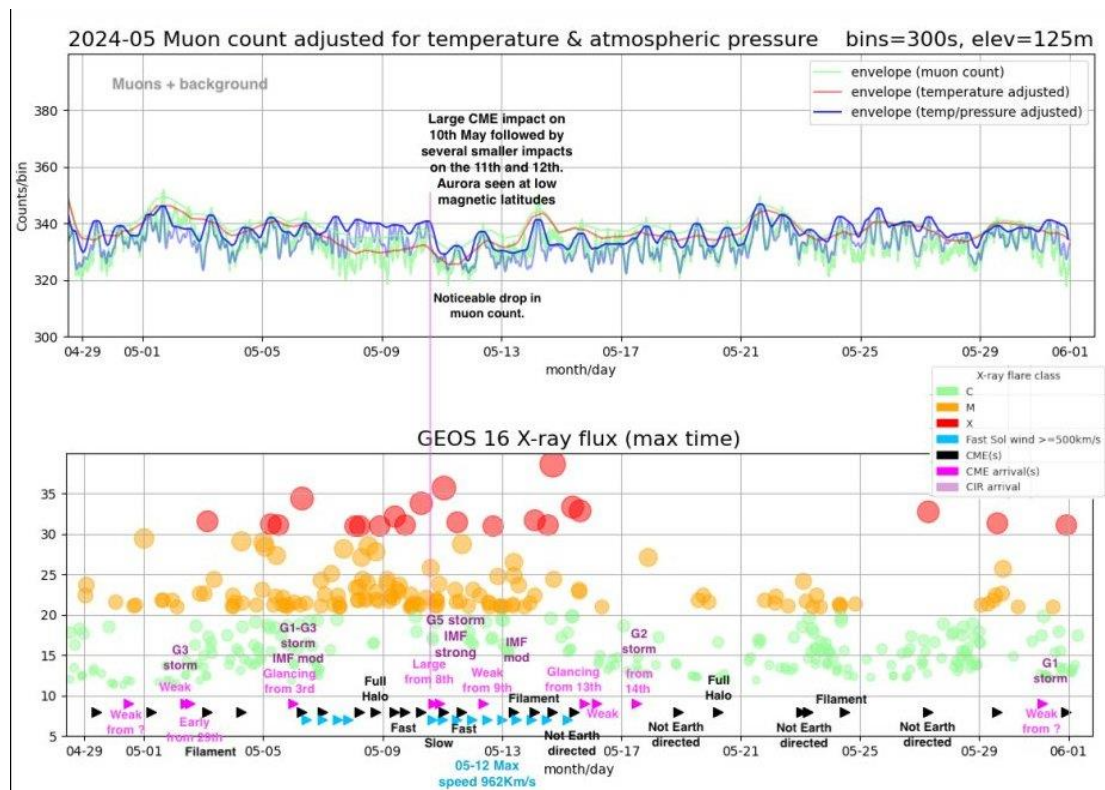 2024-05 Muon count adjusted for temperature & atmospheric pressure    bins=300s, elev=125m
Muons + background
envelope (muon count)
envelope (temperature adjusted)
envelope (temp/pressure adjusted)
Large CME impact on
10th May followed by
several smaller impacts
on the 11th and 12th.
Aurora seen at low
magnetic latitudes
Noticeable drop in
muon count.
Counts/bin
380
360
340
320
300
04-29 05-01 05-05 05-09 05-13 05-17 05-21 05-25 05-29 06-01
month/day
X-ray flare class
C
M
X
Fast Sol wind >=500km/s
CME(s)
CME arrival(s)
CIR arrival
GEOS 16 X-ray flux (max time)
35
30
25
20
15
10
5
G3
storm
Weak
Weak
from ?
Early
from 29th
Filament
G1-G3
storm
IMF mod
Glancing
from 3rd
Full
Halo
Fast
G5 storm
IMF
strong
Large
from 8th
Slow
Fast
Weak
from 9th
IMF
mod
Filament
Glancing
from 13th
Weak
Not Earth
directed
G2
storm
from
14th
Not Earth
directed
Full
Halo
Filament
Not Earth
directed
Not Earth
directed
G1
storm
Weak
from ?
04-29 05-01 05-05 05-09 05-13 05-17 05-21 05-25 05-29 06-01
05-12 Max
speed 962Km/s
month/day